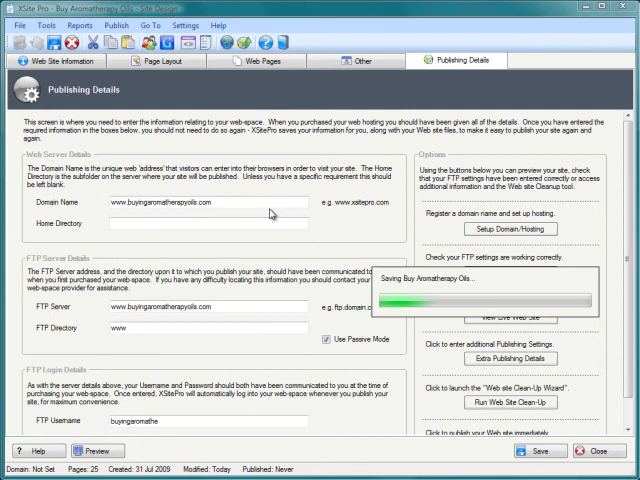 XSite Pro - Buy Aromatherapy Oils - Site Design
File Tools Reports Publish Go To Settings Help
Web Site Information Page Layout Web Pages Other Publishing Details
Publishing Details
This screen is where you need to enter the information relating to your web-space. When you purchased your web hosting you should have been given all of the details. Once you have entered the
required information in the boxes below, you should not need to do so again - XSitePro saves your information for you, along with your Web site files, to make it easy to publish your site again and
again.
Web Server Details
The Domain Name is the unique web 'address' that visitors can enter into their browsers in order to visit your site. The Home
Directory is the subfolder on the server where your site will be published. Unless you have a specific requirement this should
be left blank.
Domain Name www.buyingaromatherapyoils.com e.g. www.xsitepro.com
Home Directory
FTP Server Details
The FTP Server address, and the directory upon it to which you publish your site, should have been communicated to
when you first purchased your web-space. If you have any difficulty locating this information you should contact your
web-space provider for assistance.
FTP Server www.buyingaromatherapyoils.com e.g. ftp.domain.c
FTP Directory www
Use Passive Mode
FTP Login Details
As with the server details above, your Username and Password should both have been communicated to you at the time of
purchasing your web-space. Once entered, XSitePro will automatically log into your web-space whenever you publish your
site, for maximum convenience.
FTP Username buyingaromathe
Options
Using the buttons below you can preview your site, check
that your FTP settings have been entered correctly or access
additional information and the Web site Cleanup tool.
Register a domain name and set up hosting.
Setup Domain/Hosting
Check your FTP settings are working correctly.
Saving Buy Aromatherapy Oils...
View Live Web Site
Click to enter additional Publishing Settings.
Extra Publishing Details
Click to launch the "Web site Clean-Up Wizard".
Run Web Site Clean-Up
Click to publish your Web site immediately.
? Help Preview Save Close
Domain: Not Set Pages: 25 Created: 31 Jul 2009 Modified: Today Published: Never